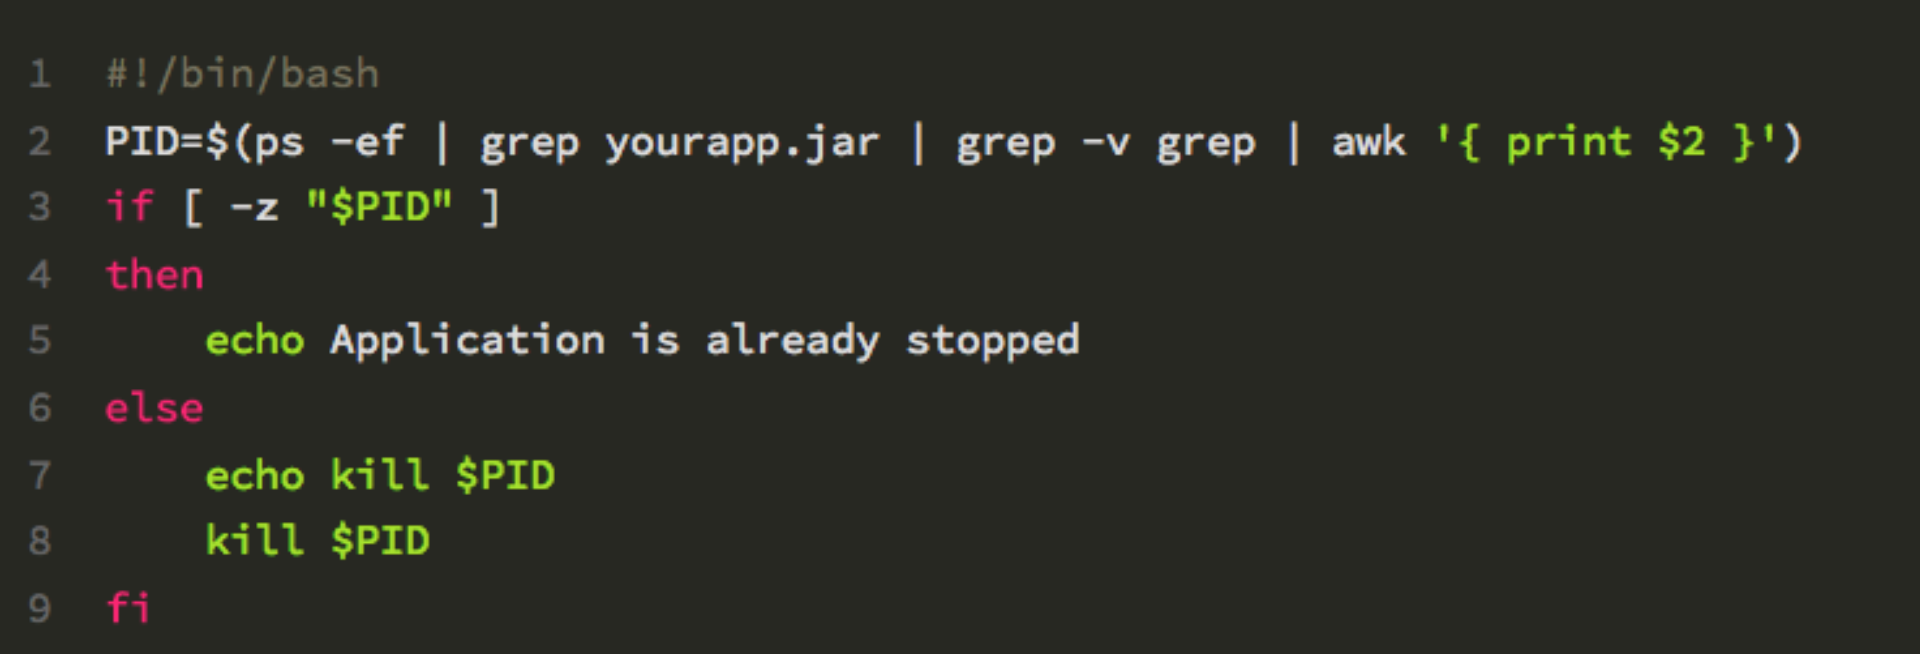 1 #!/bin/bash
2 PID=$(ps -ef | grep yourapp.jar | grep -v grep | awk '{ print $2 }')
3 if [ -z "$PID" ]
4 then
5     echo Application is already stopped
6 else
7     echo kill $PID
8     kill $PID
9 fi